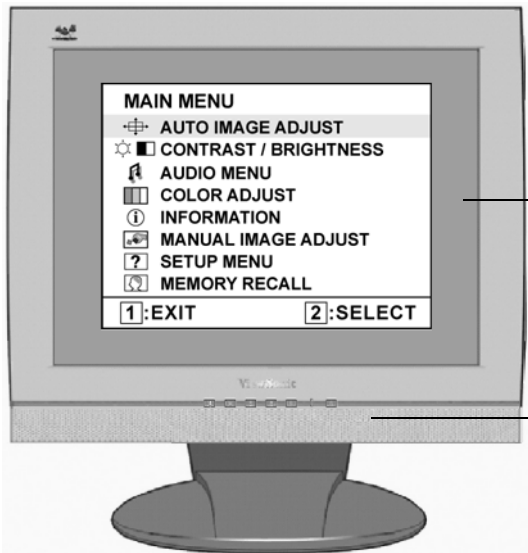 MAIN MENU
AUTO IMAGE ADJUST
CONTRAST / BRIGHTNESS
AUDIO MENU
COLOR ADJUST
INFORMATION
MANUAL IMAGE ADJUST
? SETUP MENU
MEMORY RECALL
1:EXIT 2:SELECT
ViewSonic